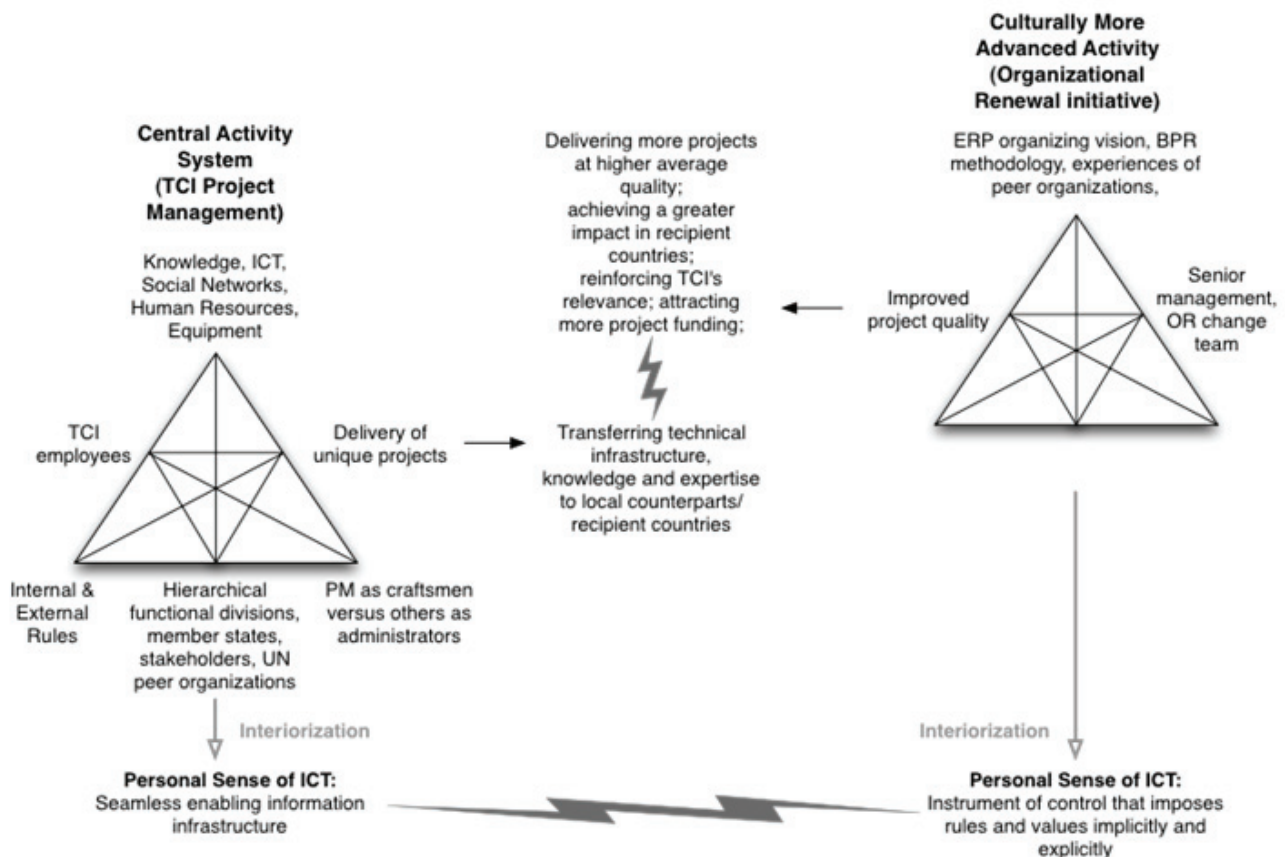 Culturally More
Advanced Activity
(Organizational
Renewal initiative)
ERP organizing vision, BPR
methodology, experiences of
peer organizations,
Central Activity
System
(TCI Project
Management)
Knowledge, ICT,
Social Networks,
Human Resources,
Equipment
Delivering more projects
at higher average
quality;
achieving a greater
impact in recipient
countries;
reinforcing TCI's
relevance; attracting
more project funding;
Improved
project quality
Senior
management,
OR change
team
TCI
employees
Delivery of
unique projects
Transferring technical
infrastructure,
knowledge and expertise
to local counterparts/
recipient countries
Internal &
External
Rules
Hierarchical
functional divisions,
member states,
stakeholders, UN
peer organizations
PM as craftsmen
versus others as
administrators
Interiorization
Interiorization
Personal Sense of ICT:
Seamless enabling information
infrastructure
Personal Sense of ICT:
Instrument of control that imposes
rules and values implicitly and
explicitly